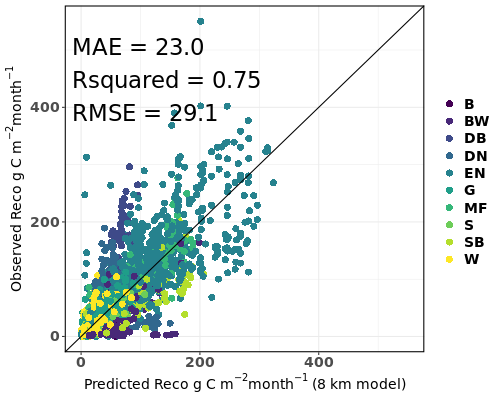 MAE = 23.0
Rsquared = 0.75
RMSE = 29.1
Observed Reco g C m⁻²month⁻¹
400
200
0
0 200 400
Predicted Reco g C m⁻²month⁻¹ (8 km model)
B
BW
DB
DN
EN
G
MF
S
SB
W